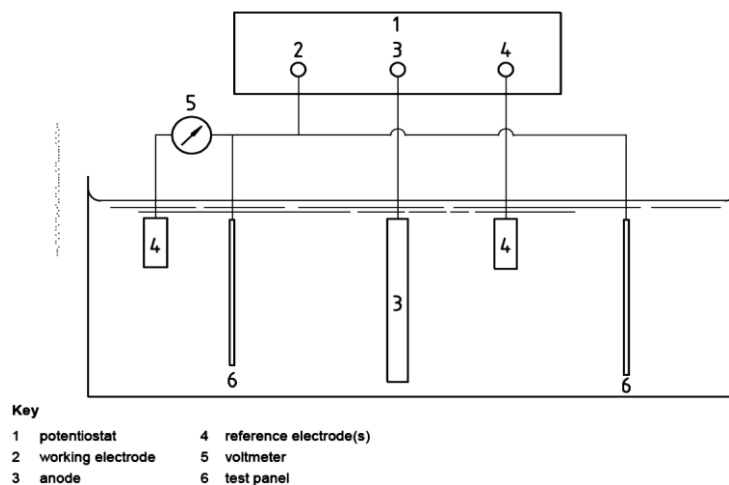 1
2 3 4
5
4 4
3
6 6
Key
1 potentiostat 4 reference electrode(s)
2 working electrode 5 voltmeter
3 anode 6 test panel